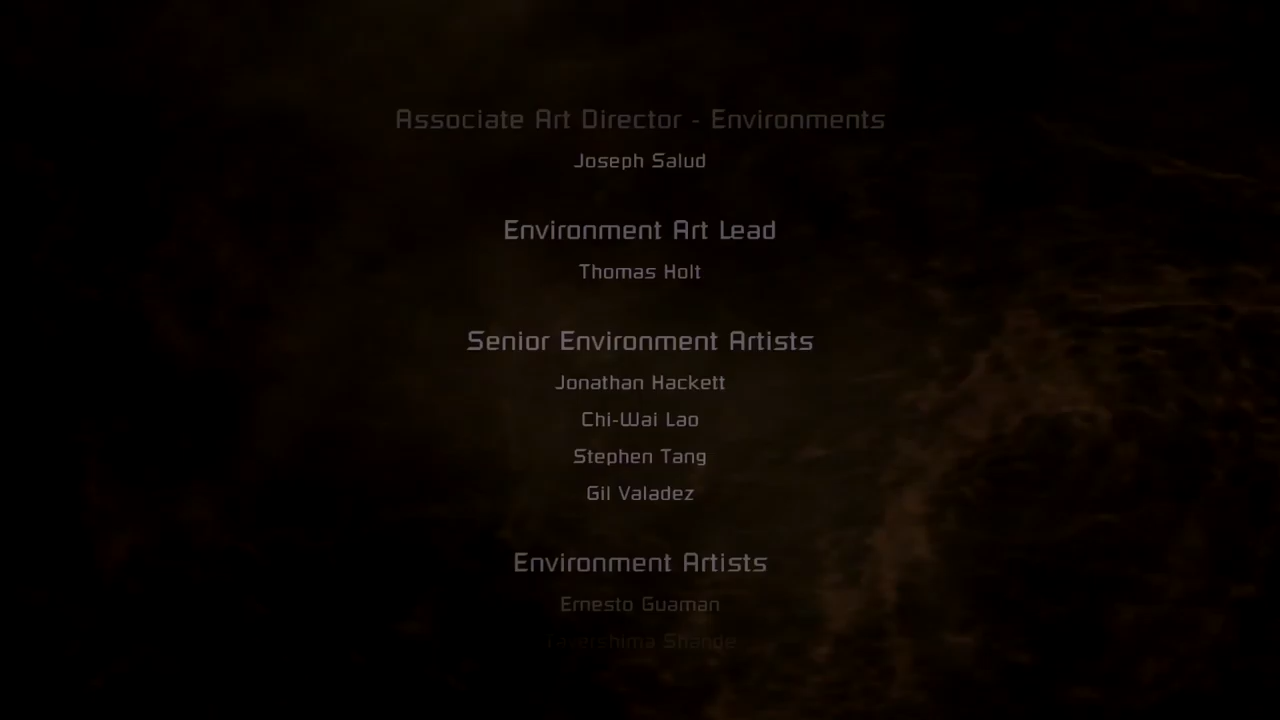 Associate Art Director - Environments
Joseph Salud
Environment Art Lead
Thomas Holt
Senior Environment Artists
Jonathan Hackett
Chi-Wai Lao
Stephen Tang
Gil Valadez
Environment Artists
Ernesto Guaman
Shande